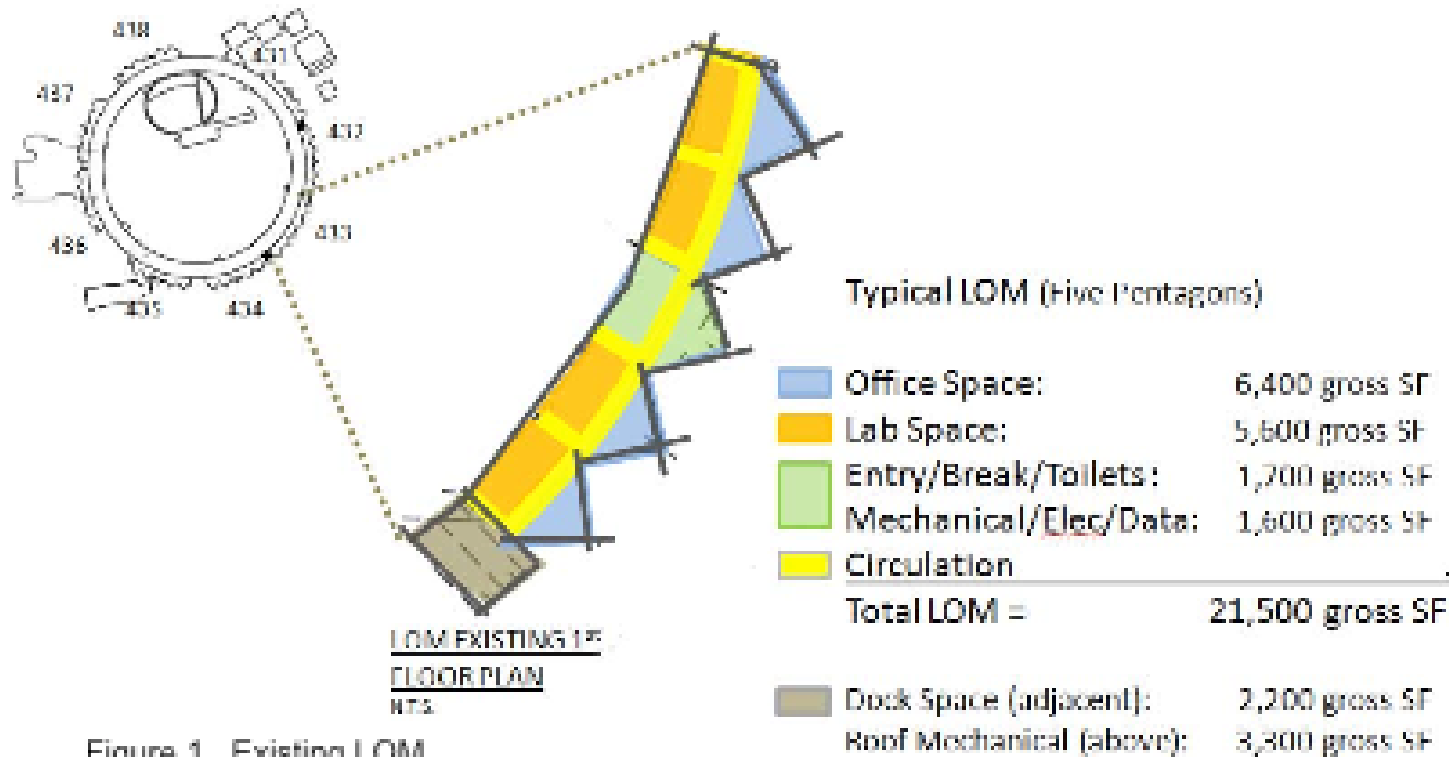 438
431
437
432
433
436
435
434
Typical LOM (Five Pentagons)
Office Space: 6,400 gross SF
Lab Space: 5,600 gross SF
Entry/Break/Toilets: 1,700 gross SF
Mechanical/Elec/Data: 1,600 gross SF
Circulation
Total LOM = 21,500 gross SF
LOM EXISTING 1ST
FLOOR PLAN
NTS
Dock Space (adjacent): 2,200 gross SF
Roof Mechanical (above): 3,300 gross SF
Figure 1 Existing LOM